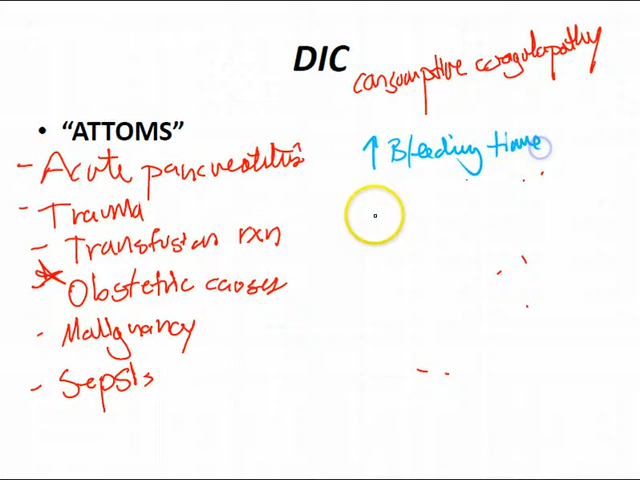 DIC
consumptive coagulopathy
• "ATTOMS"
↑ Bleeding time
- Acute pancreatitis
- Trauma
- Transfusion rxn
- Obstetric causes
- Malignancy
- Sepsis